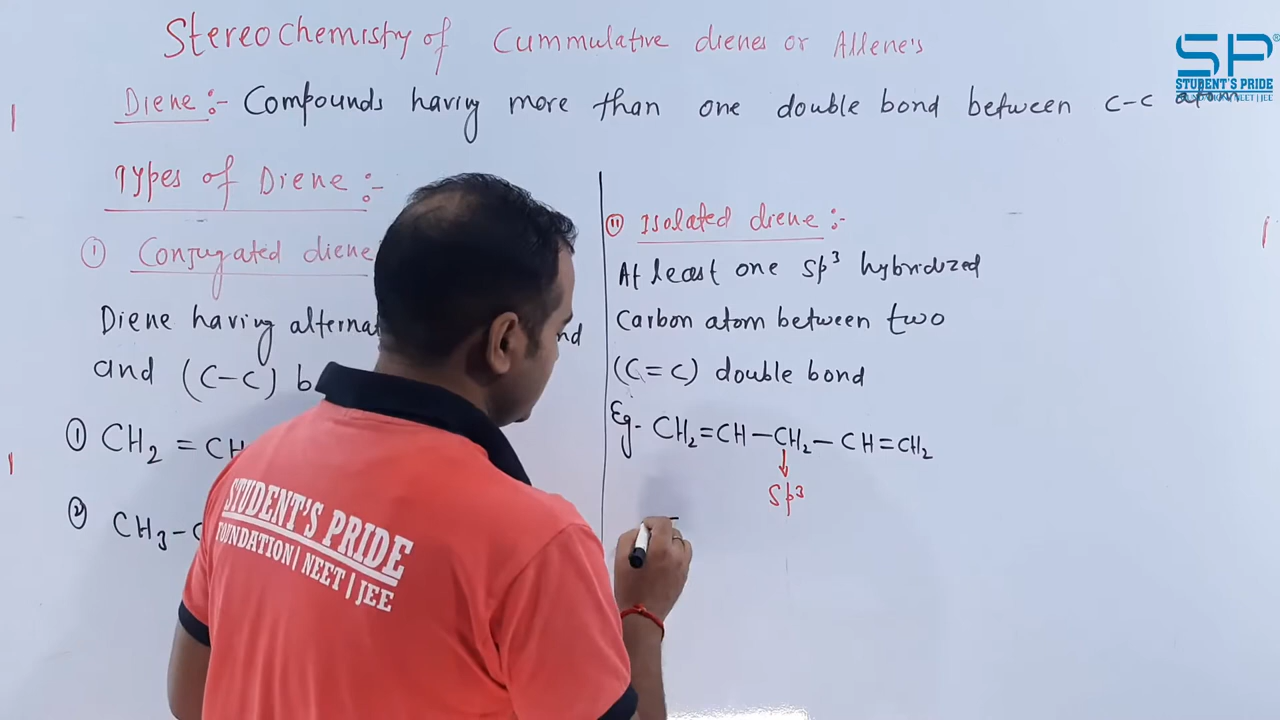 StereoChemistry of Cummulative dienes or Allene's
SP®
STUDENT'S PRIDE
Diene :- Compounds having more than one double bond between C-C atom
Types of Diene :-
① Conjugated diene
Diene having
and (C-C)
① CH2 = CH
② CH3-C
(II) Isolated diene :-
At least one sp³ hybridized
Carbon atom between two
(C=C) double bond
Eg. CH2=CH-CH2-CH=CH2
Sp³
STUDENT'S PRIDE
FOUNDATION| NEET | JEE